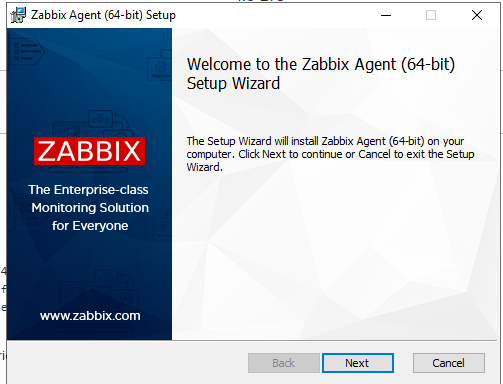 Zabbix Agent (64-bit) Setup
Welcome to the Zabbix Agent (64-bit)
Setup Wizard
The Setup Wizard will install Zabbix Agent (64-bit) on your
computer. Click Next to continue or Cancel to exit the Setup
Wizard.
ZABBIX
The Enterprise-class
Monitoring Solution
for Everyone
www.zabbix.com
Back
Next
Cancel